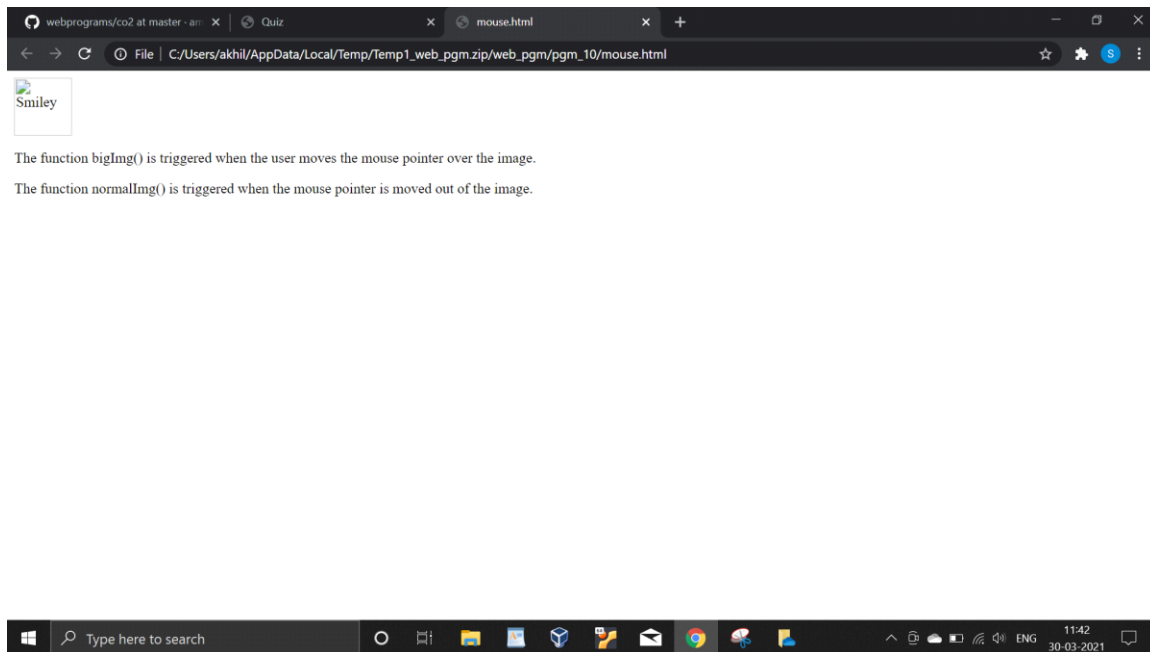 webprograms/co2 at master · am
Quiz
mouse.html
File | C:/Users/akhil/AppData/Local/Temp/Temp1_web_pgm.zip/web_pgm/pgm_10/mouse.html
S
Smiley
The function bigImg() is triggered when the user moves the mouse pointer over the image.
The function normalImg() is triggered when the mouse pointer is moved out of the image.
Type here to search
ENG
11:42
30-03-2021